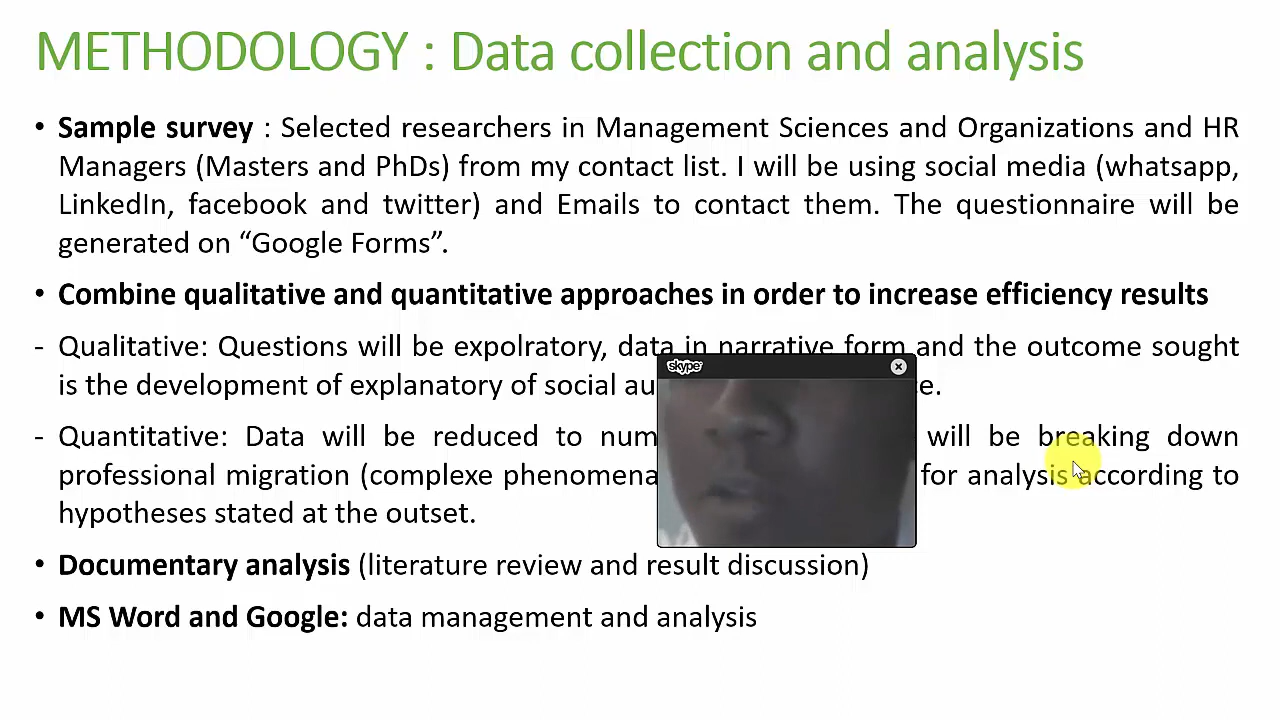 METHODOLOGY : Data collection and analysis
• Sample survey : Selected researchers in Management Sciences and Organizations and HR
Managers (Masters and PhDs) from my contact list. I will be using social media (whatsapp,
LinkedIn, facebook and twitter) and Emails to contact them. The questionnaire will be
generated on “Google Forms”.
• Combine qualitative and quantitative approaches in order to increase efficiency results
- Qualitative: Questions will be expolratory, data in narrative form and the outcome sought
skype
is the development of explanatory of social
- Quantitative: Data will be reduced to will be breaking down
professional migration (complexe phenomena for analysis according to
hypotheses stated at the outset.
• Documentary analysis (literature review and result discussion)
• MS Word and Google: data management and analysis